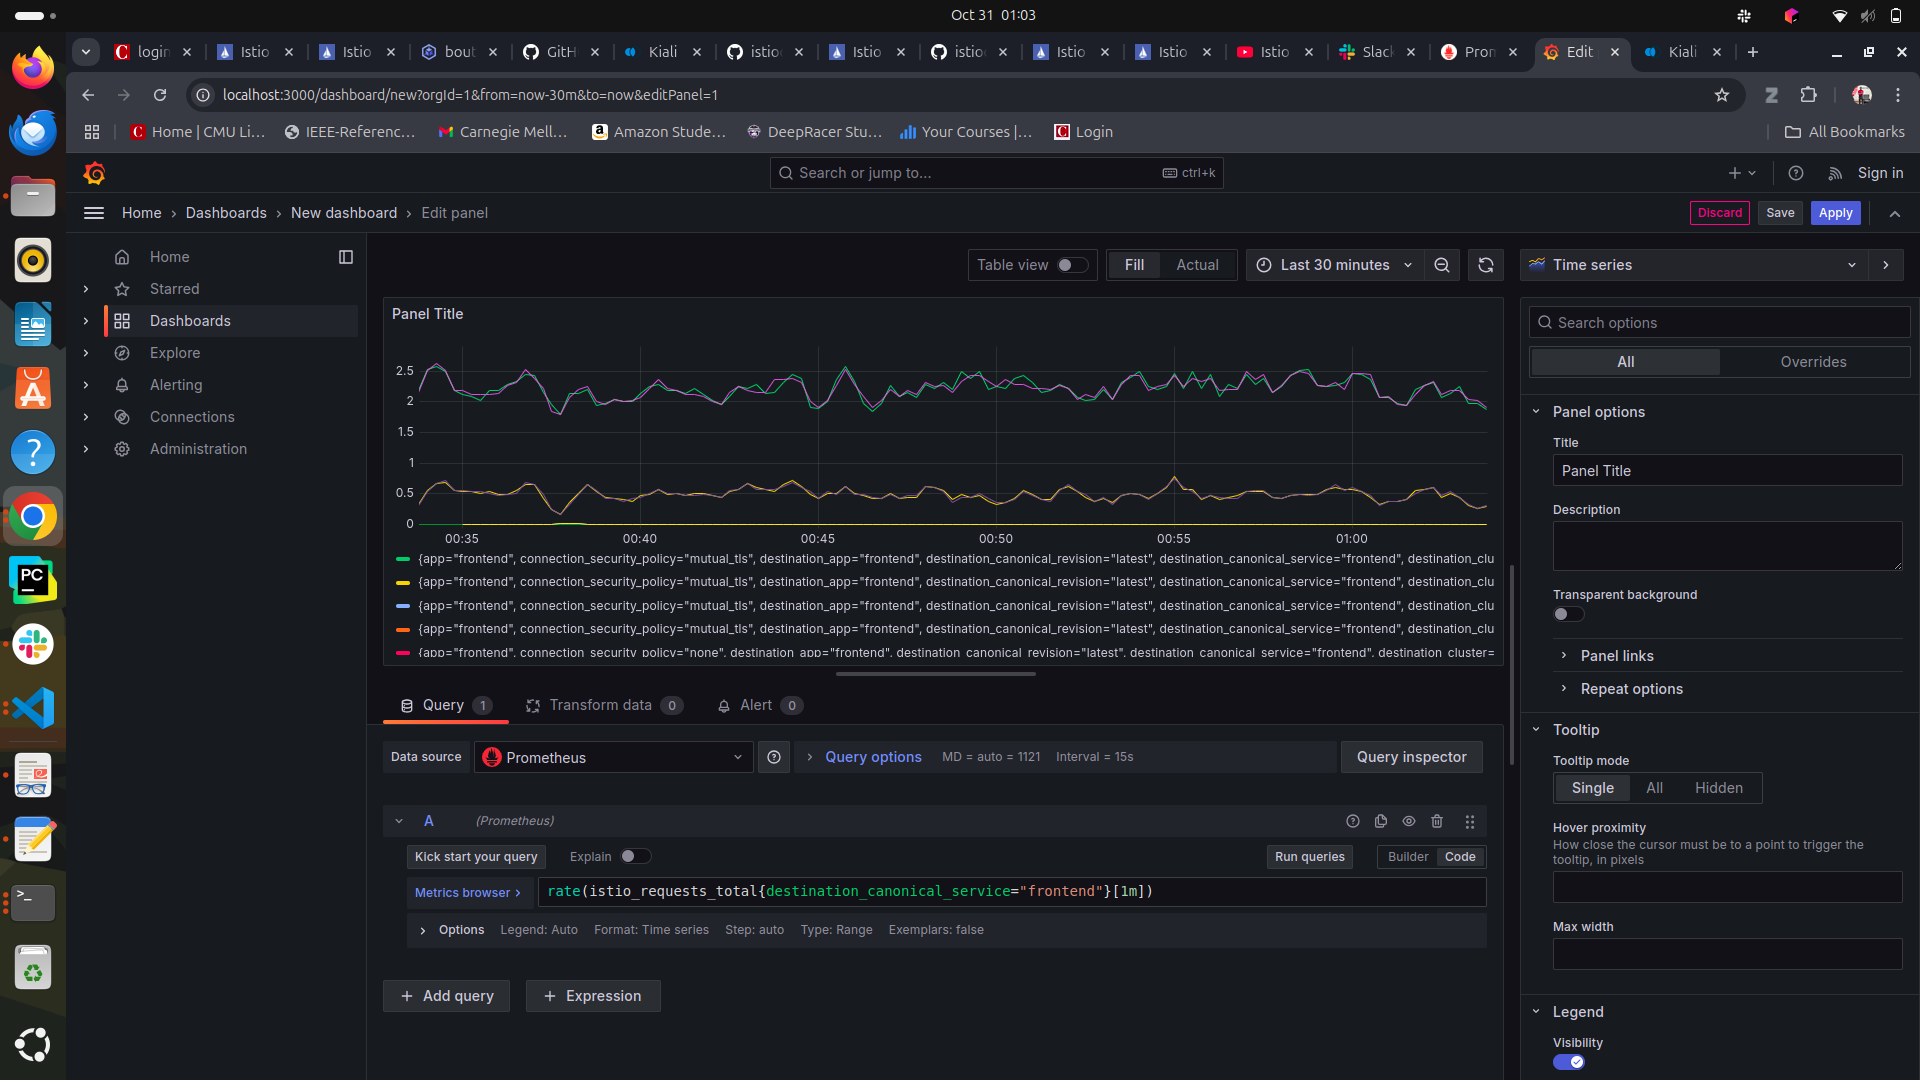 Oct 31 01:03
login
Istio
Istio
bout
GitH
Kiali
istio
Istio
istio
Istio
Istio
Istio
Slack
Pron
Edit
Kiali
localhost:3000/dashboard/new?orgId=1&from=now-30m&to=now&editPanel=1
Home | CMU Li...
IEEE-Referenc...
Carnegie Mell...
Amazon Stude...
DeepRacer Stu...
Your Courses |...
Login
All Bookmarks
Search or jump to...
ctrl+k
Sign in
Home › Dashboards › New dashboard › Edit panel
Discard
Save
Apply
Home
Starred
Dashboards
Explore
Alerting
Connections
Administration
Table view
Fill
Actual
Last 30 minutes
Time series
Panel Title
2.5
2
1.5
1
0.5
0
00:35 00:40 00:45 00:50 00:55 01:00
{app="frontend", connection_security_policy="mutual_tls", destination_app="frontend", destination_canonical_revision="latest", destination_canonical_service="frontend", destination_clu
{app="frontend", connection_security_policy="mutual_tls", destination_app="frontend", destination_canonical_revision="latest", destination_canonical_service="frontend", destination_clu
{app="frontend", connection_security_policy="mutual_tls", destination_app="frontend", destination_canonical_revision="latest", destination_canonical_service="frontend", destination_clu
{app="frontend", connection_security_policy="mutual_tls", destination_app="frontend", destination_canonical_revision="latest", destination_canonical_service="frontend", destination_clu
{app="frontend", connection_security_policy="none", destination_app="frontend", destination_canonical_revision="latest", destination_canonical_service="frontend", destination_cluster=
Query 1
Transform data 0
Alert 0
Data source
Prometheus
Query options
MD = auto = 1121
Interval = 15s
Query inspector
A
(Prometheus)
Kick start your query
Explain
Run queries
Builder
Code
Metrics browser ›
rate(istio_requests_total{destination_canonical_service="frontend"}[1m])
Options
Legend: Auto
Format: Time series
Step: auto
Type: Range
Exemplars: false
+ Add query
+ Expression
Search options
All
Overrides
Panel options
Title
Panel Title
Description
Transparent background
Panel links
Repeat options
Tooltip
Tooltip mode
Single
All
Hidden
Hover proximity
How close the cursor must be to a point to trigger the
tooltip, in pixels
Max width
Legend
Visibility
PC